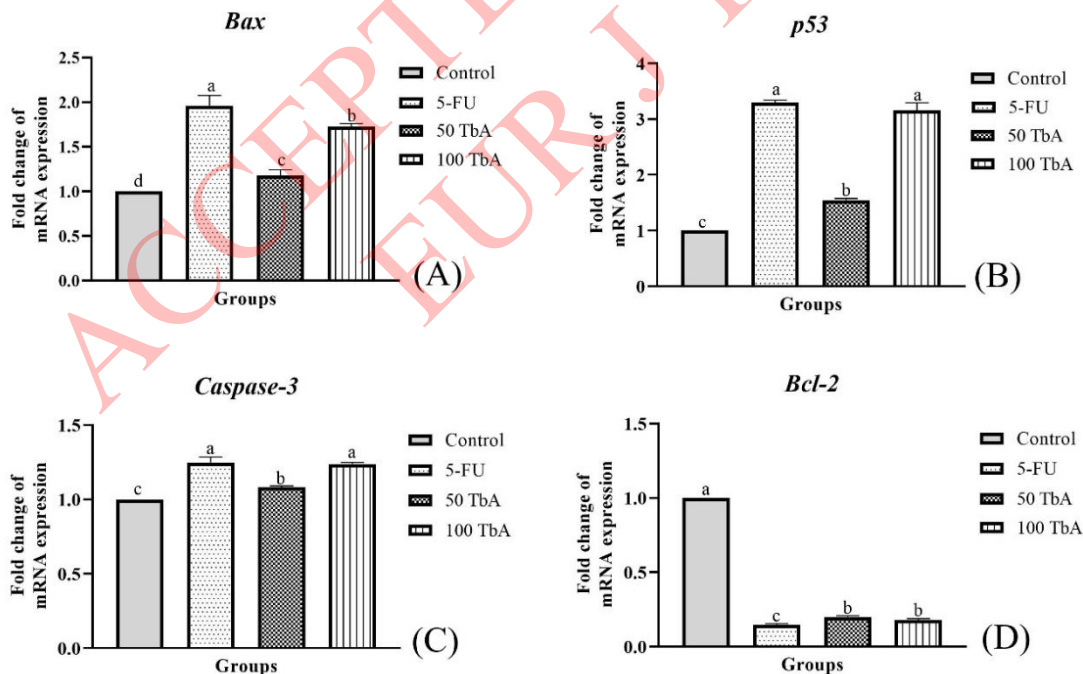 Bax
Fold change of
mRNA expression
2.5
2.0
1.5
1.0
0.5
0.0
d
a
c
b
Groups
Control
5-FU
50 TbA
100 TbA
(A)
p53
Fold change of
mRNA expression
4
3
2
1
0
c
a
b
a
Groups
Control
5-FU
50 TbA
100 TbA
(B)
Caspase-3
Fold change of
mRNA expression
1.5
1.0
0.5
0.0
c
a
b
a
Groups
Control
5-FU
50 TbA
100 TbA
(C)
Bcl-2
Fold change of
mRNA expression
1.5
1.0
0.5
0.0
a
c
b
b
Groups
Control
5-FU
50 TbA
100 TbA
(D)
EUR J